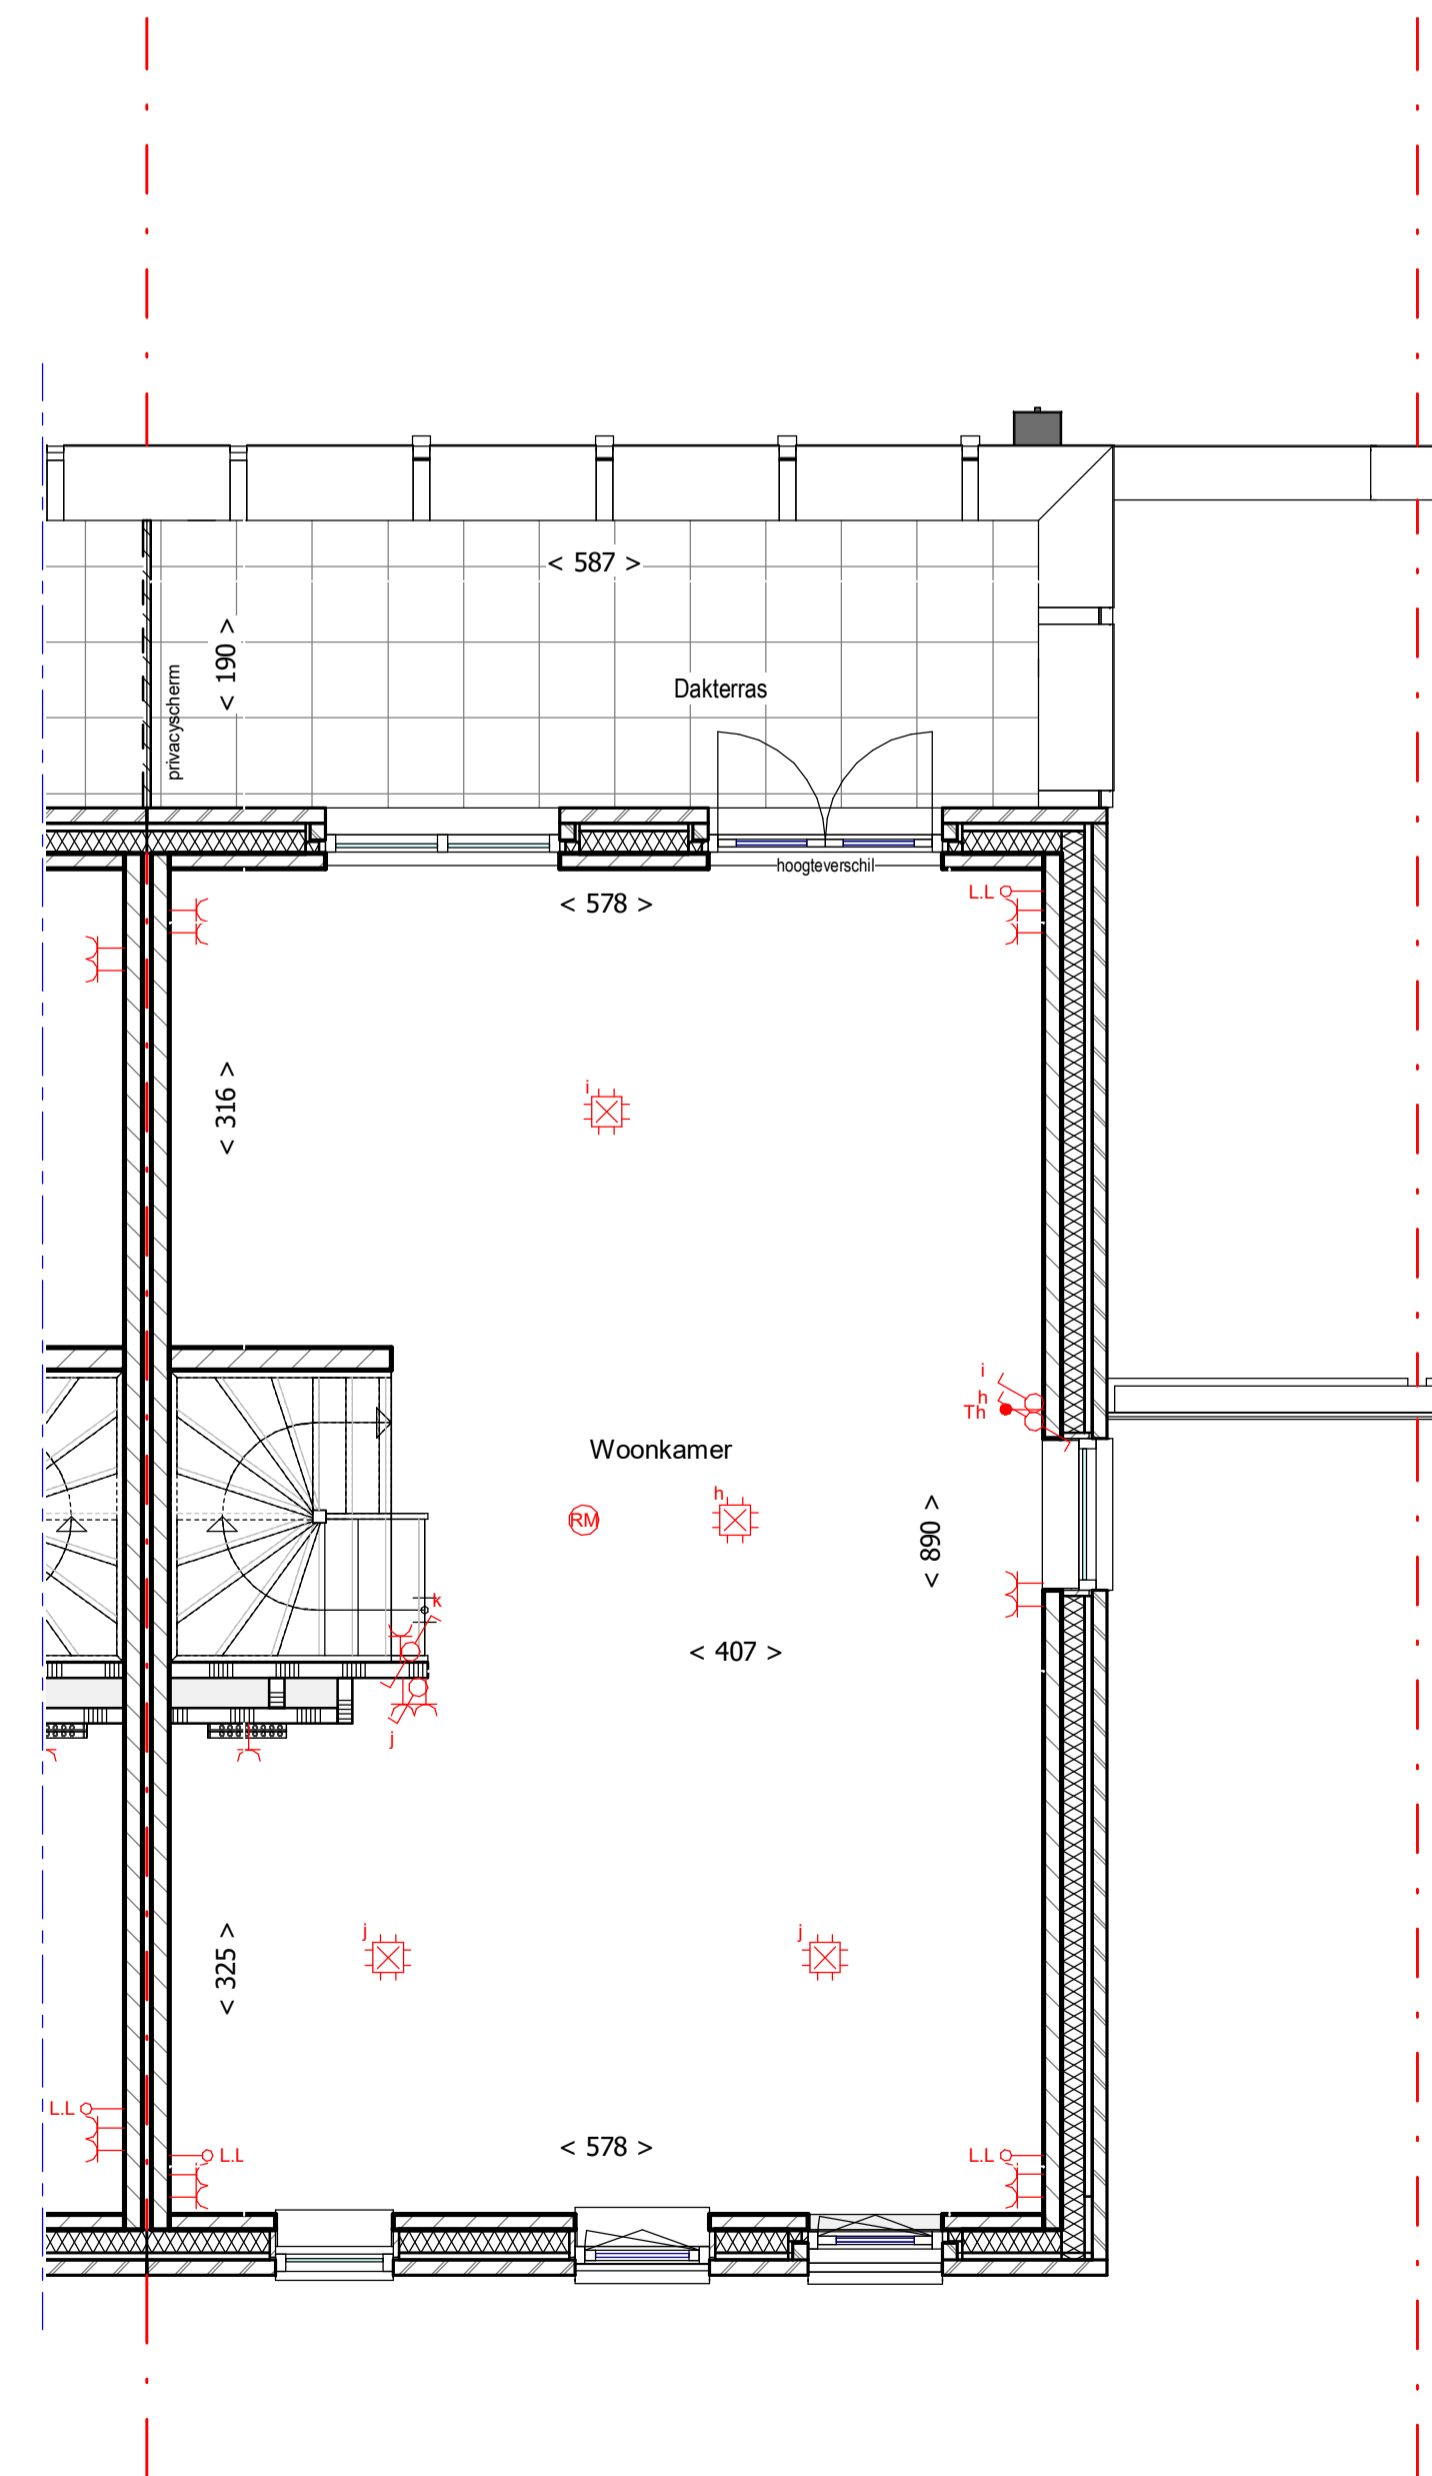 < 587 >
< 190 >
privacyscherm
Dakterras
hoogteverschil
< 578 >
L.L
< 316 >
i
i
h
Th
Woonkamer
h
RM
< 890 >
k
< 407 >
j
< 325 >
j
j
L.L
L.L
< 578 >
L.L